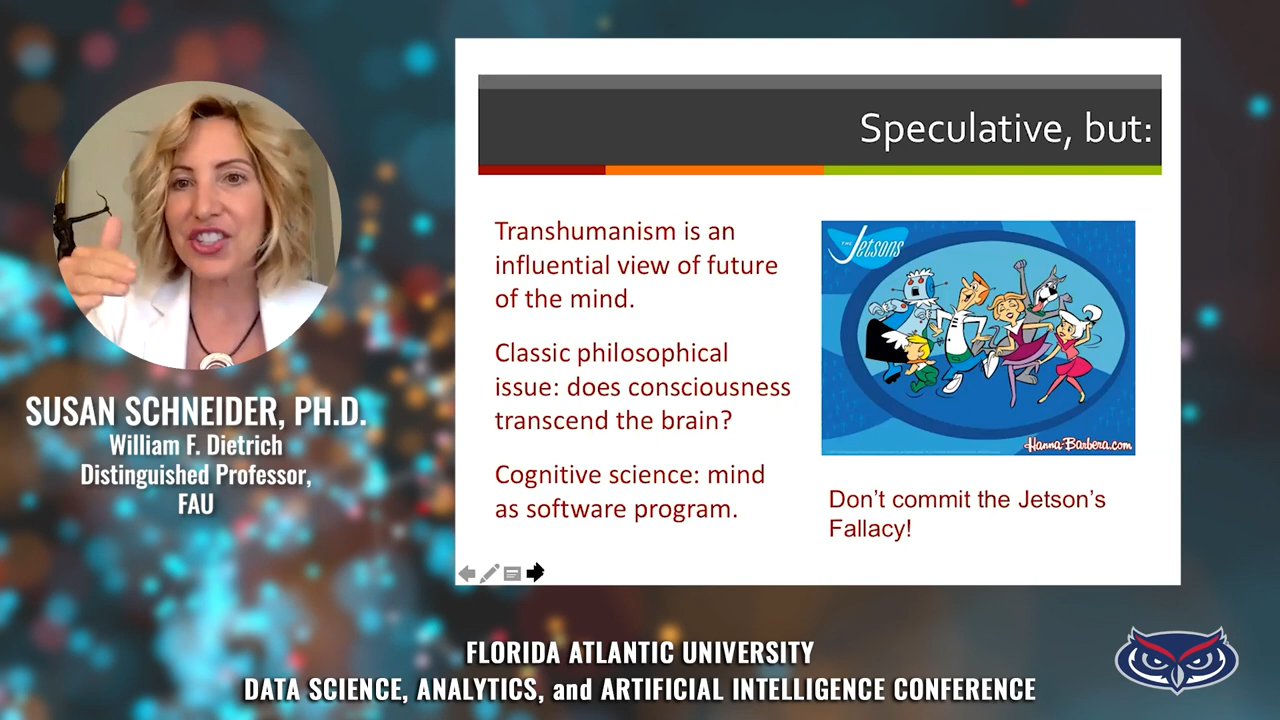 Speculative, but:
Transhumanism is an
influential view of future
of the mind.
Classic philosophical
issue: does consciousness
transcend the brain?
Cognitive science: mind
as software program.
THE Jetsons
Hanna-Barbera.com
Don't commit the Jetson's
Fallacy!
SUSAN SCHNEIDER, PH.D.
William F. Dietrich
Distinguished Professor,
FAU
FLORIDA ATLANTIC UNIVERSITY
DATA SCIENCE, ANALYTICS, and ARTIFICIAL INTELLIGENCE CONFERENCE